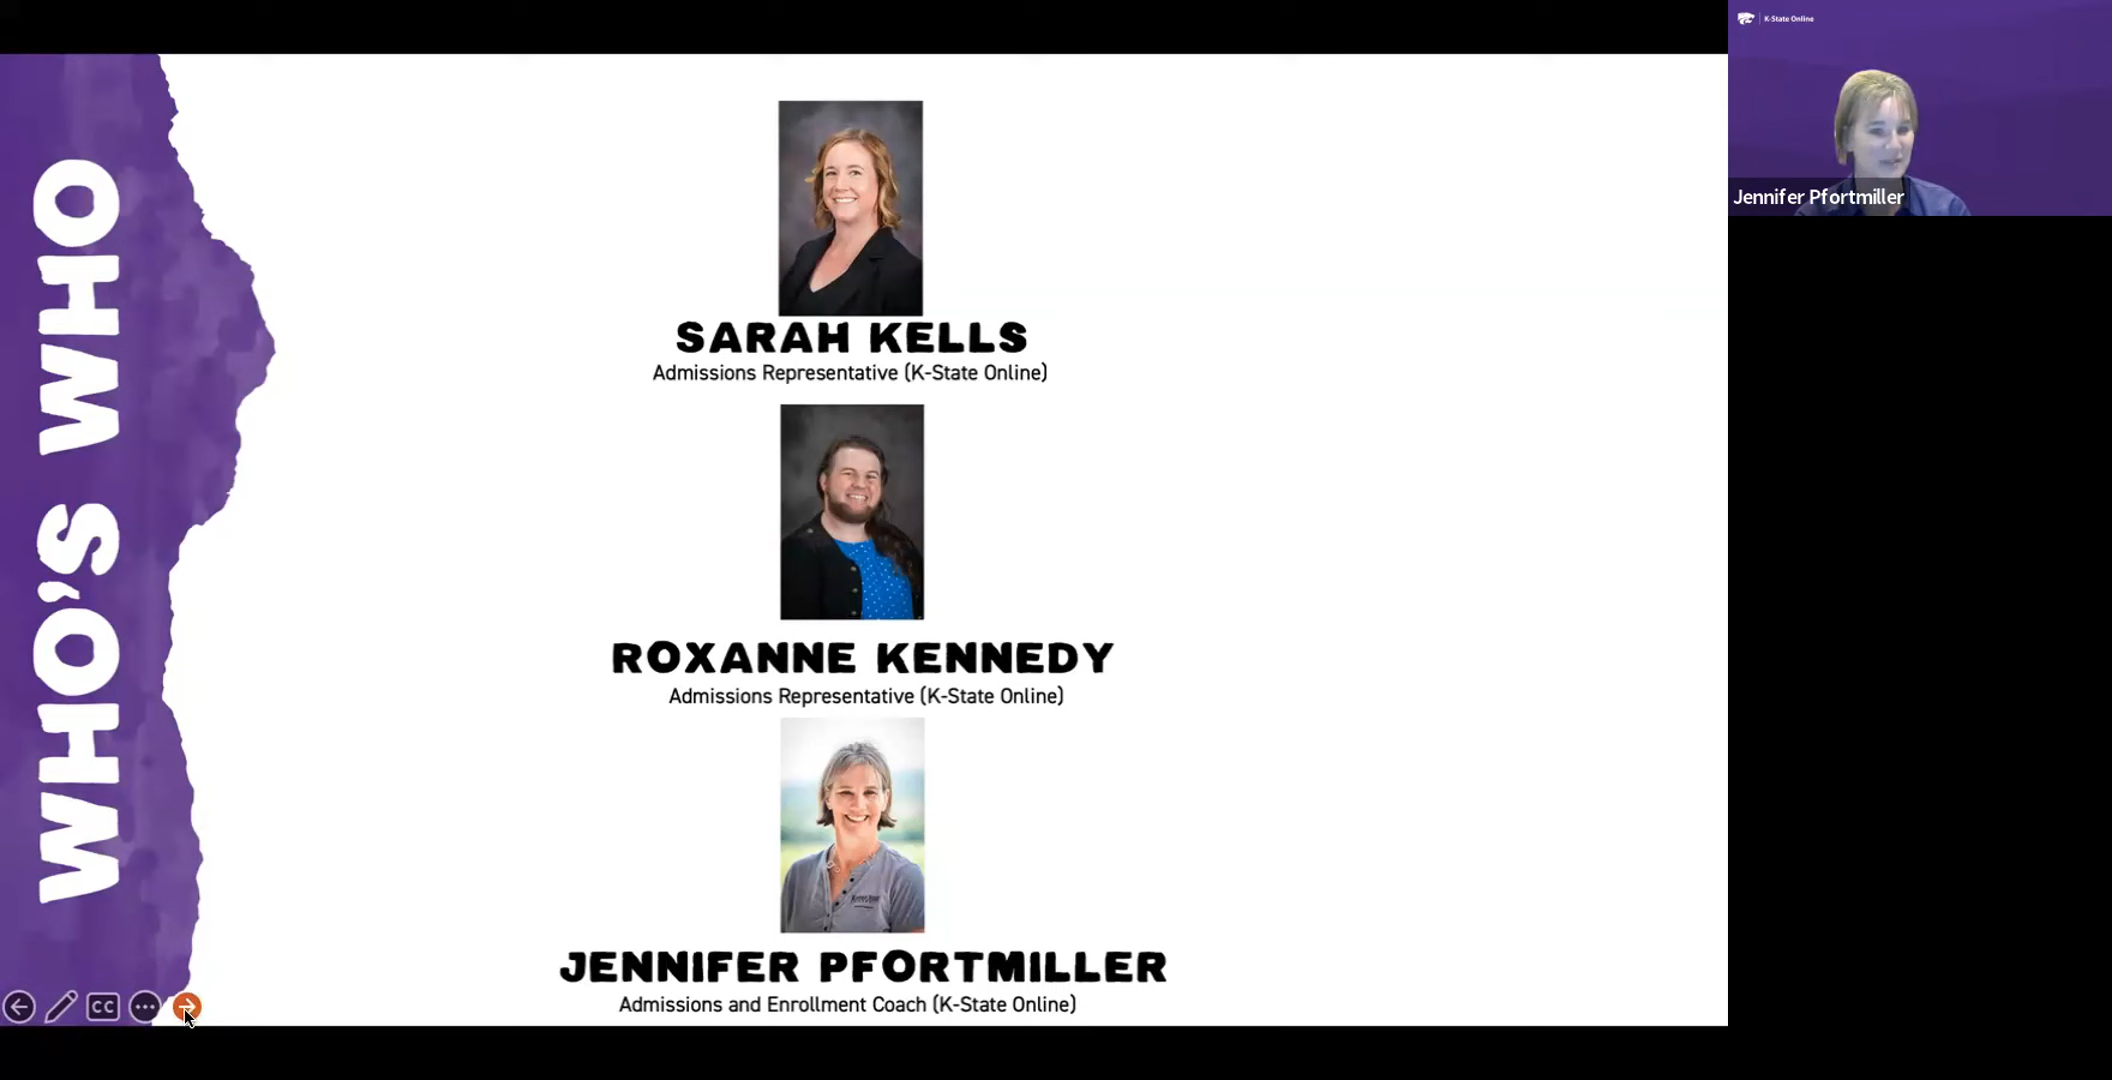 WHO'S WHO
SARAH KELLS
Admissions Representative (K-State Online)
ROXANNE KENNEDY
Admissions Representative (K-State Online)
JENNIFER PFORTMILLER
Admissions and Enrollment Coach (K-State Online)
CC
K-State Online
Jennifer Pfortmiller